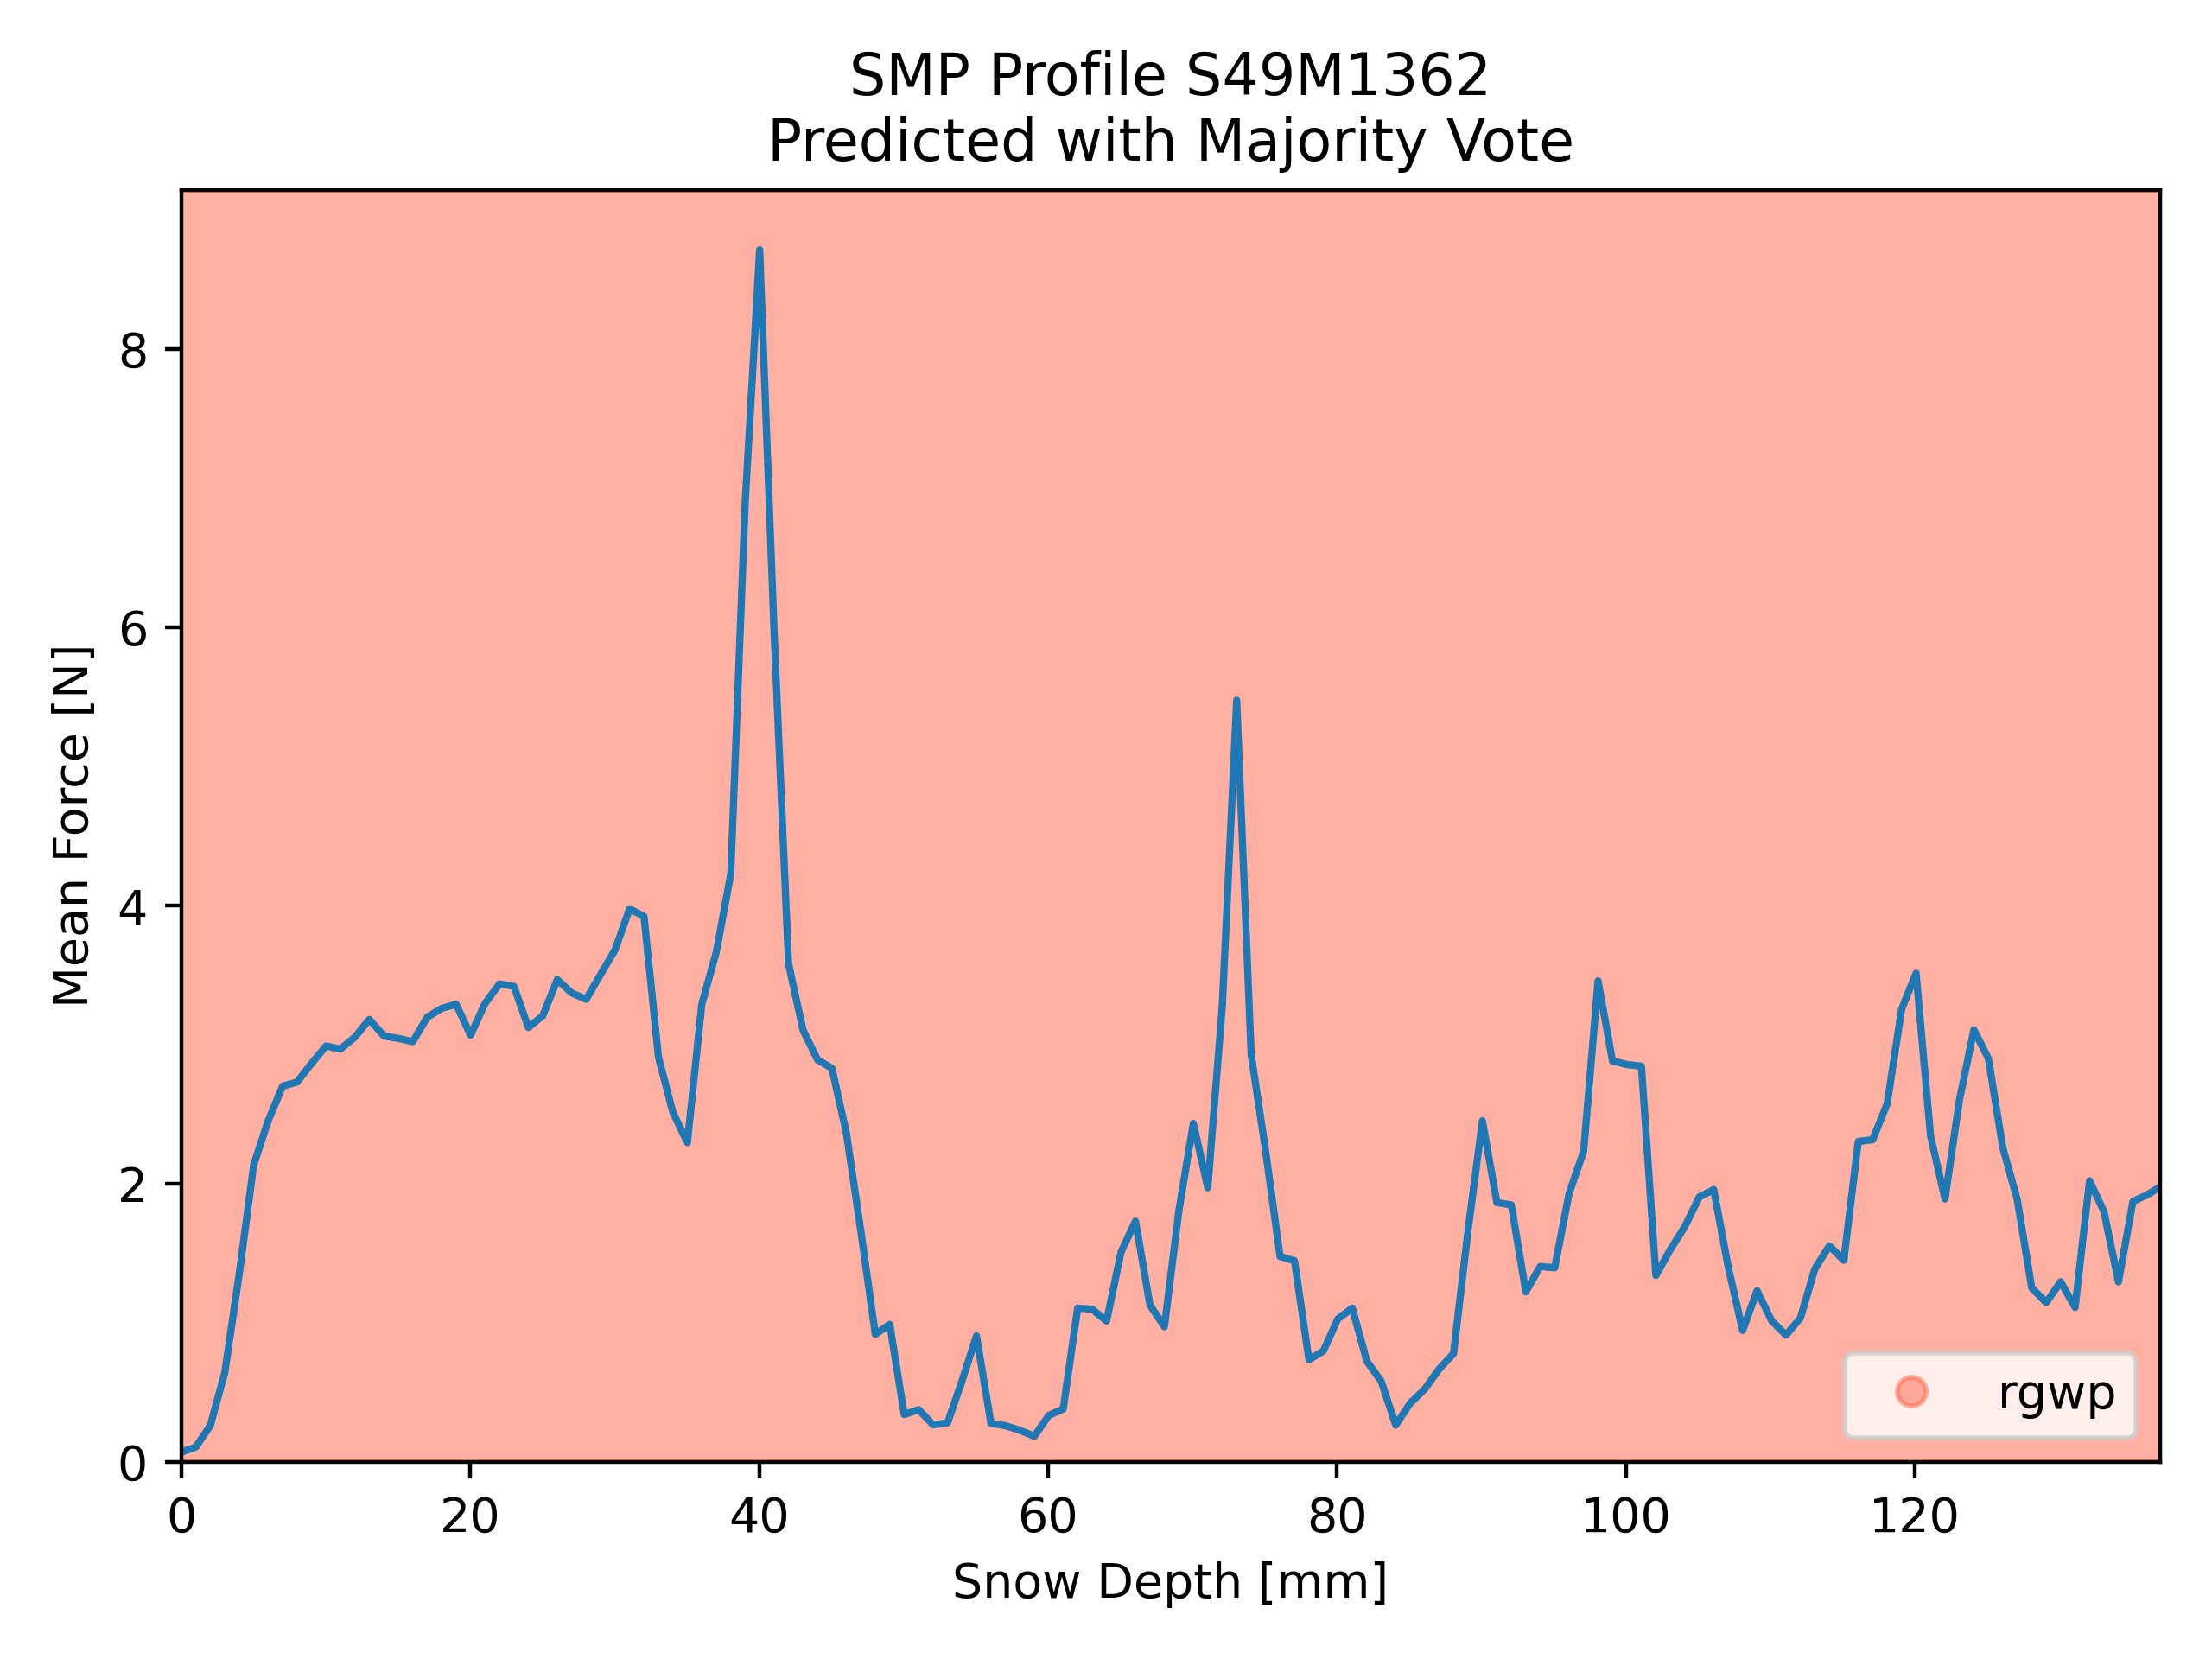 SMP Profile S49M1362
Predicted with Majority Vote
Mean Force [N]
8
6
4
2
0
0 20 40 60 80 100 120
Snow Depth [mm]
rgwp